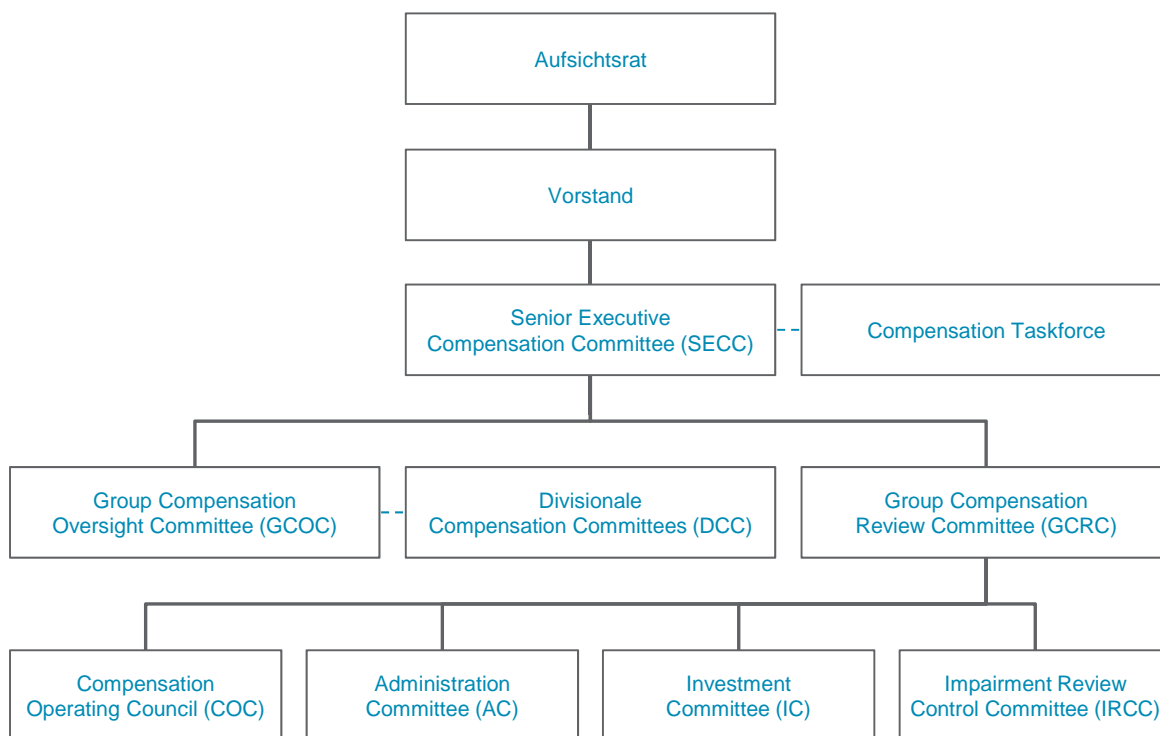 Aufsichtsrat
Vorstand
Senior Executive
Compensation Committee (SECC)
Compensation Taskforce
Group Compensation
Oversight Committee (GCOC)
Divisionale
Compensation Committees (DCC)
Group Compensation
Review Committee (GCRC)
Compensation
Operating Council (COC)
Administration
Committee (AC)
Investment
Committee (IC)
Impairment Review
Control Committee (IRCC)